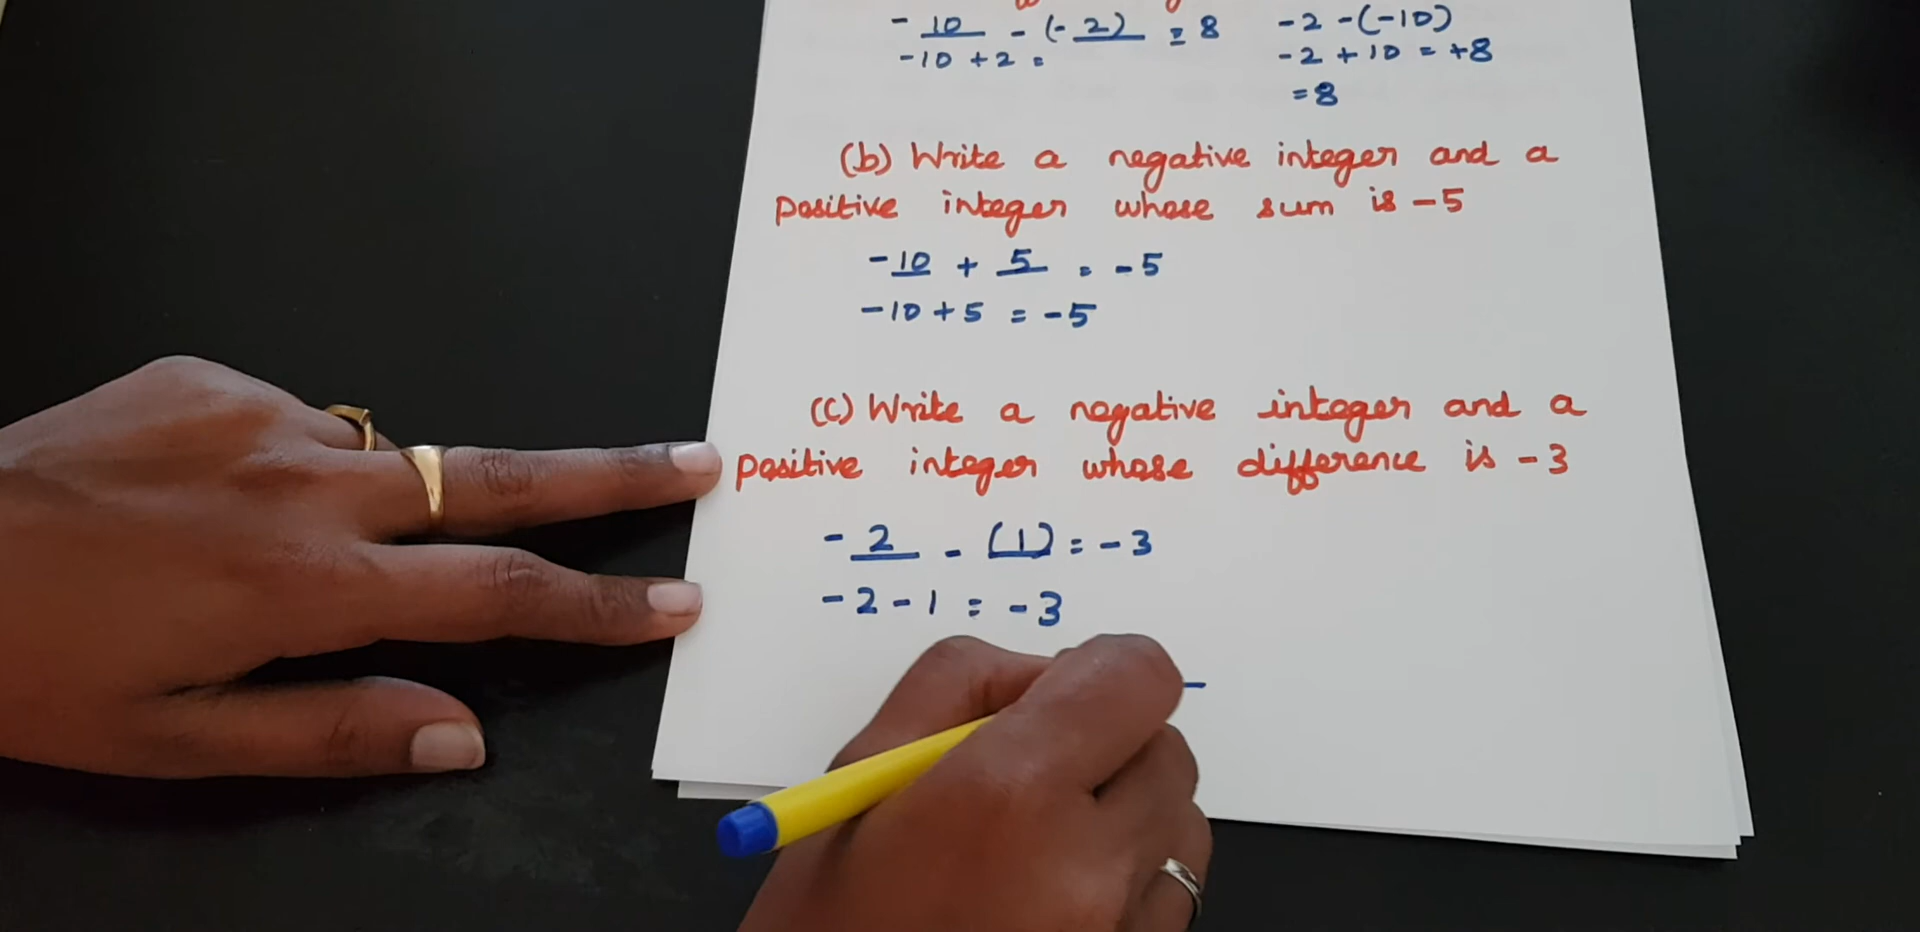 -10 - (-2) = 8
-10 + 2 =
-2 - (-10)
-2 + 10 = +8
= 8
(b) Write a negative integer and a
positive integer whose sum is -5
-10 + 5 = -5
-10 + 5 = -5
(c) Write a negative integer and a
positive integer whose difference is -3
-2 - (1) = -3
-2 - 1 = -3
-